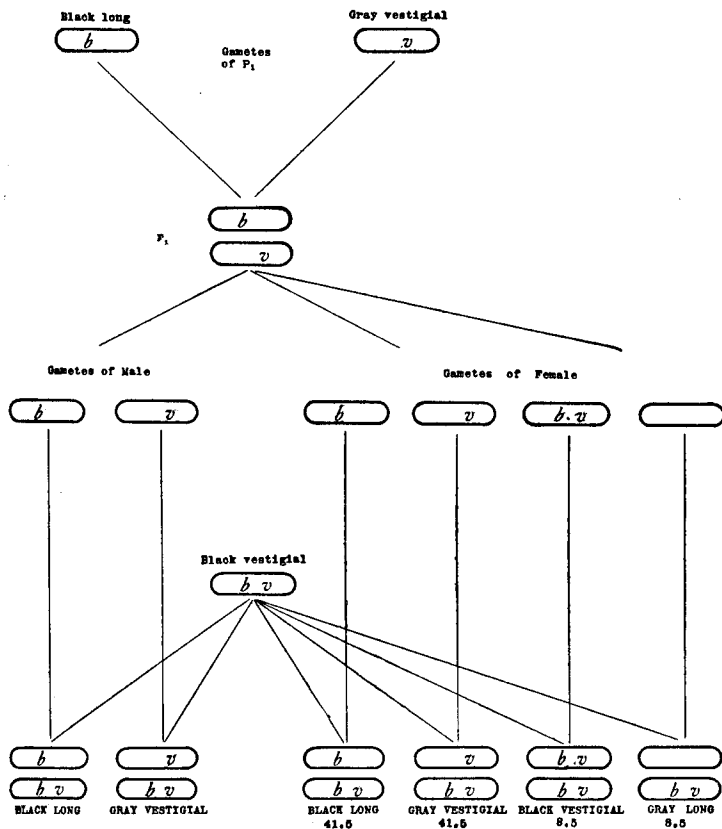 Black long
Gray vestigial
b
v
Gametes
of P₁
b
F₁
v
Gametes of Male
Gametes of Female
b
v
b
v
b. v
Black vestigial
b v
b
v
b
v
b .v
b v
b v
b v
b v
b v
b v
BLACK LONG
GRAY VESTIGIAL
BLACK LONG
41.5
GRAY VESTIGIAL
41.5
BLACK VESTIGIAL
8.5
GRAY LONG
8.5